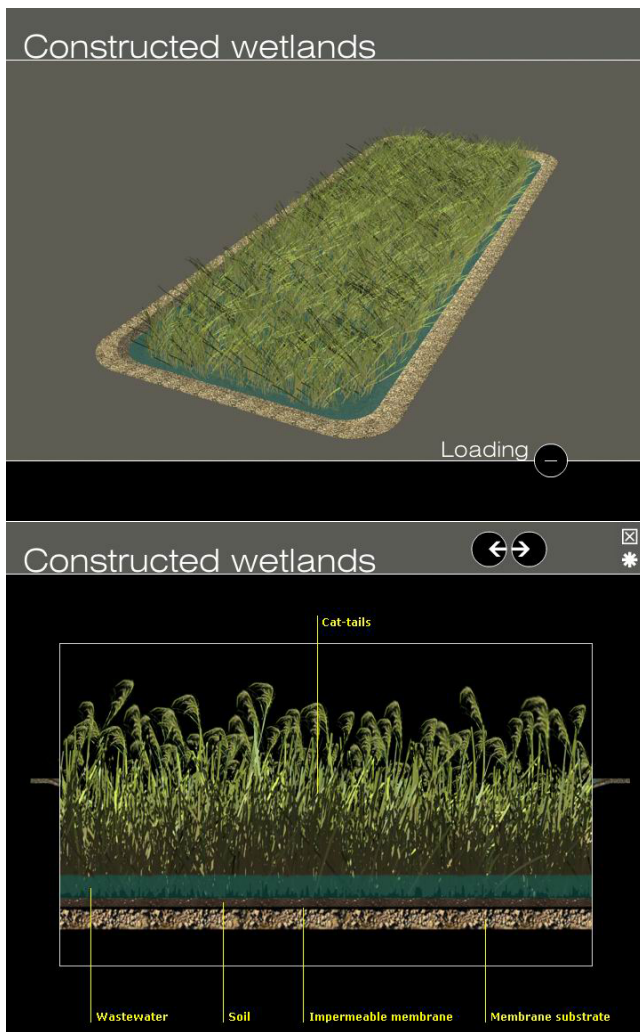 Constructed wetlands
Loading
Constructed wetlands
Cat-tails
Wastewater Soil Impermeable membrane Membrane substrate